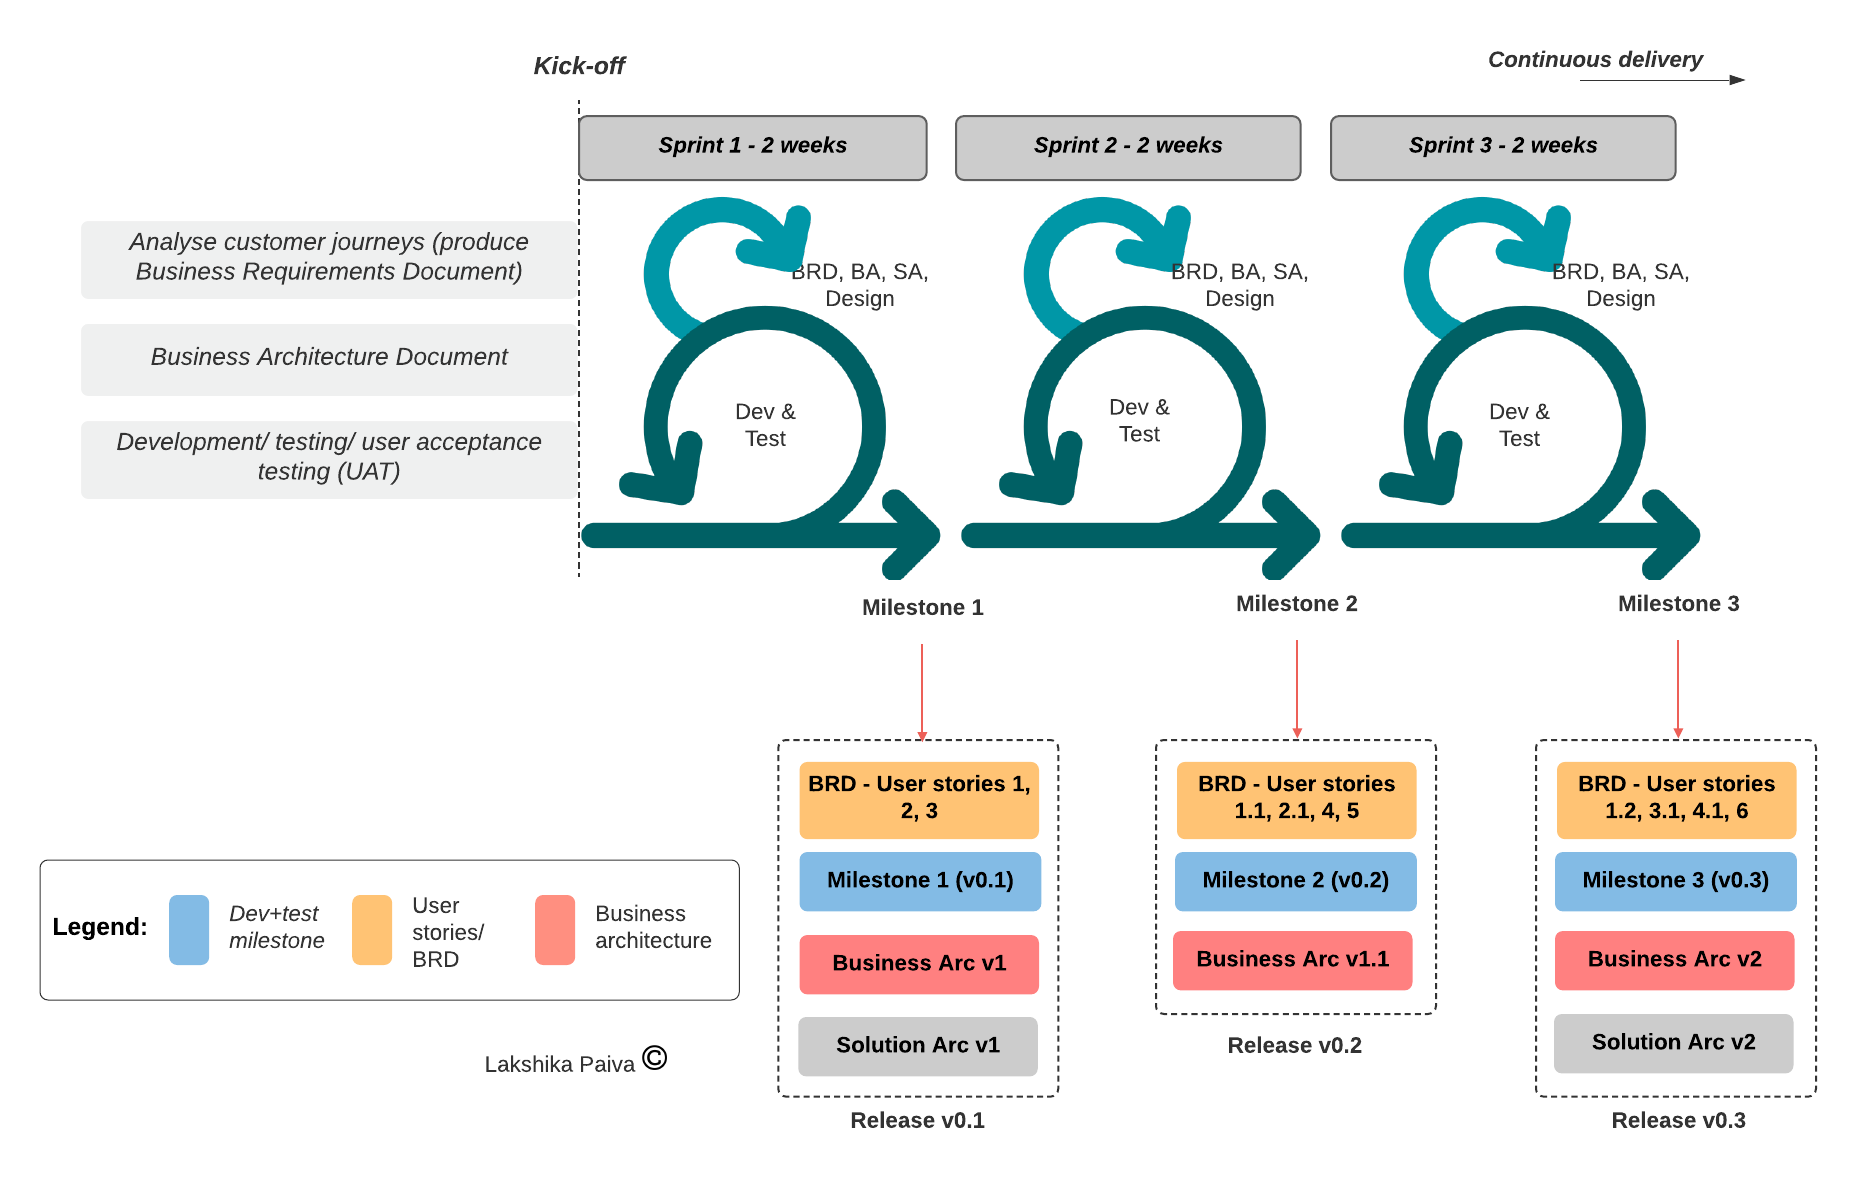 Kick-off
Continuous delivery
Sprint 1 - 2 weeks
Sprint 2 - 2 weeks
Sprint 3 - 2 weeks
Analyse customer journeys (produce
Business Requirements Document)
Business Architecture Document
Development/ testing/ user acceptance
testing (UAT)
BRD, BA, SA,
Design
Dev &
Test
BRD, BA, SA,
Design
Dev &
Test
BRD, BA, SA,
Design
Dev &
Test
Milestone 1
Milestone 2
Milestone 3
BRD - User stories 1,
2, 3
Milestone 1 (v0.1)
Business Arc v1
Solution Arc v1
Release v0.1
BRD - User stories
1.1, 2.1, 4, 5
Milestone 2 (v0.2)
Business Arc v1.1
Release v0.2
BRD - User stories
1.2, 3.1, 4.1, 6
Milestone 3 (v0.3)
Business Arc v2
Solution Arc v2
Release v0.3
Legend:
Dev+test
milestone
User
stories/
BRD
Business
architecture
Lakshika Paiva ©